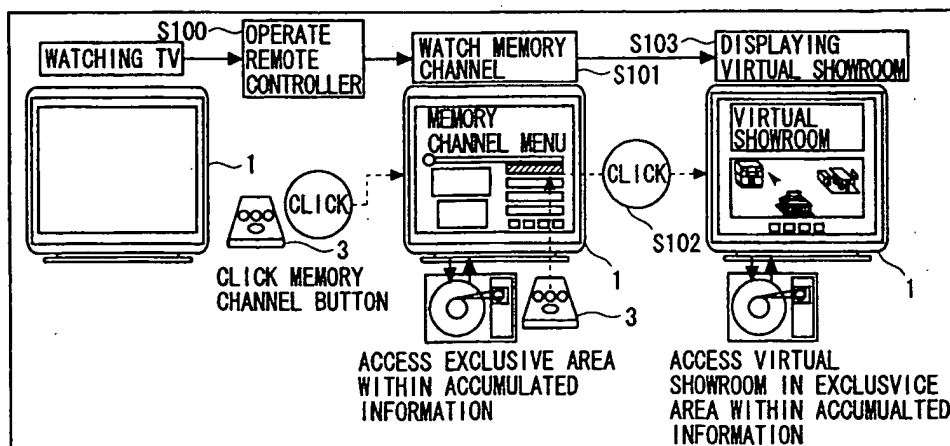 S100
OPERATE
REMOTE
CONTROLLER
WATCHING TV
WATCH MEMORY
CHANNEL
S101
S103
DISPLAYING
VIRTUAL SHOWROOM
MEMORY
CHANNEL MENU
VIRTUAL
SHOWROOM
1
CLICK
CLICK
S102
3
1
1
CLICK MEMORY
CHANNEL BUTTON
3
ACCESS EXCLUSIVE AREA
WITHIN ACCUMULATED
INFORMATION
ACCESS VIRTUAL
SHOWROOM IN EXCLUSVICE
AREA WITHIN ACCUMUALTED
INFORMATION